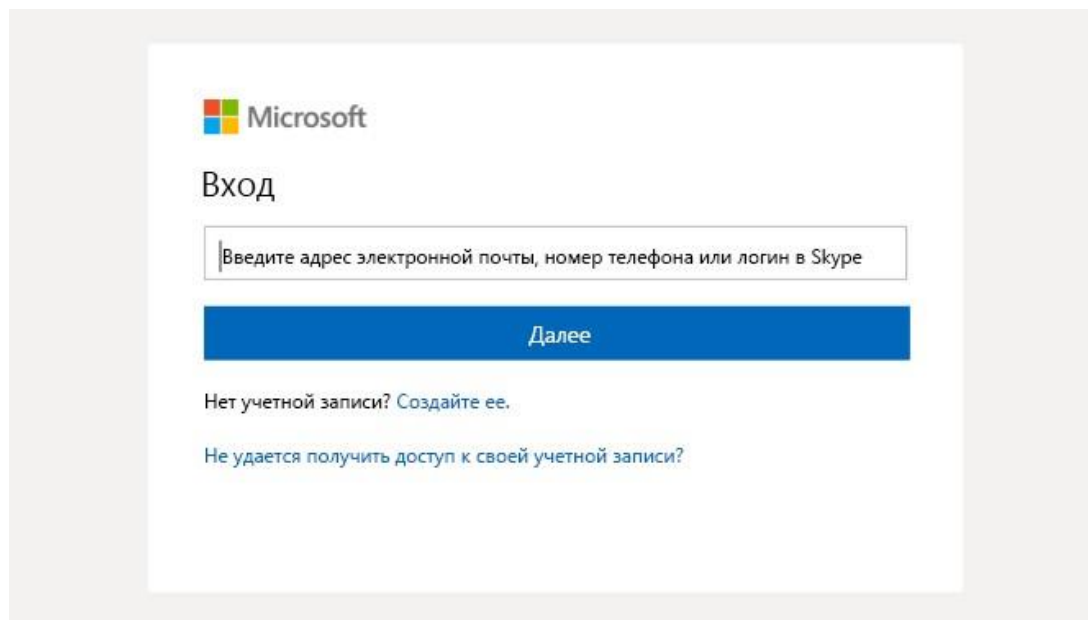 Microsoft
Вход
Введите адрес электронной почты, номер телефона или логин в Skype
Далее
Нет учетной записи? Создайте ее.
Не удается получить доступ к своей учетной записи?